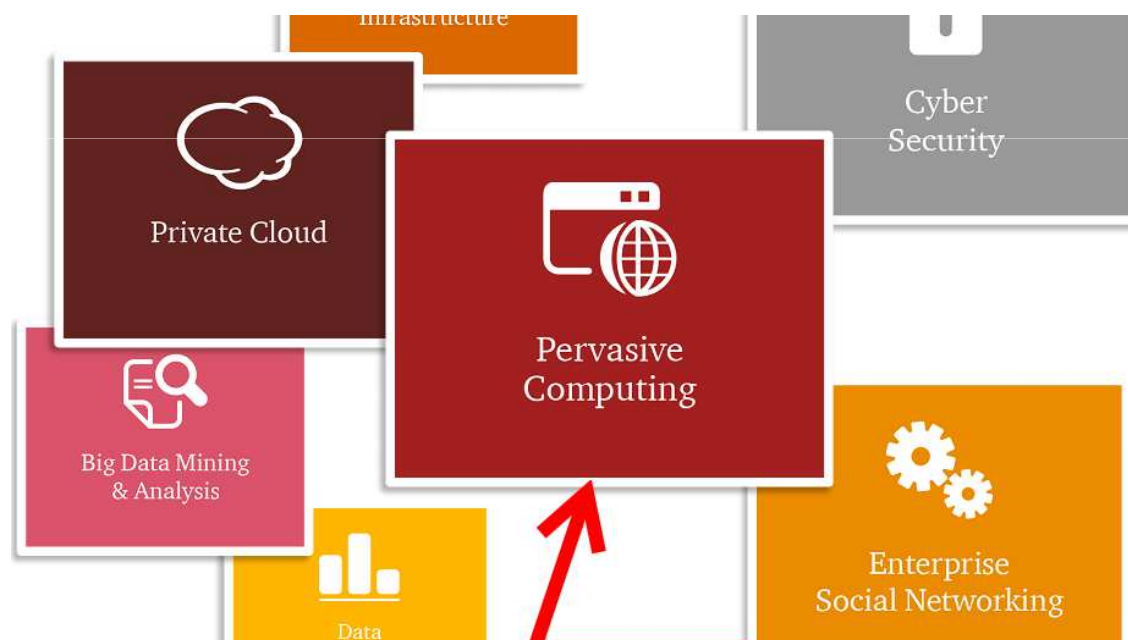 Infrastructure
Cyber
Security
Private Cloud
Pervasive
Computing
Big Data Mining
& Analysis
Enterprise
Social Networking
Data